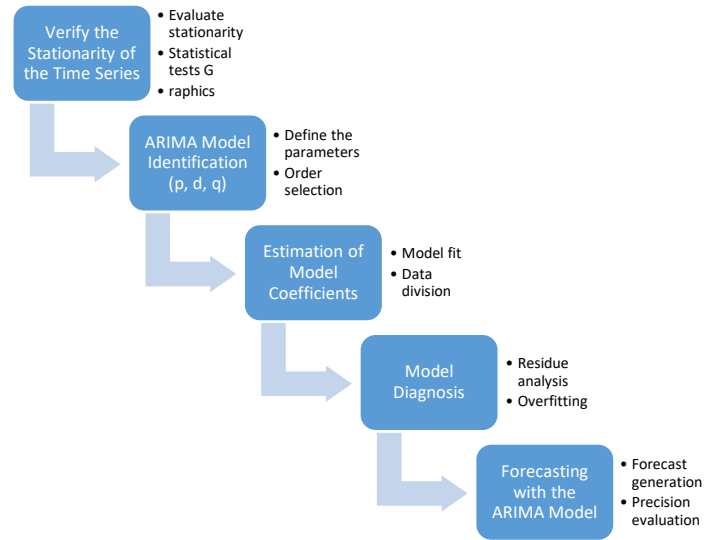 Verify the
Stationarity of
the Time Series
• Evaluate
stationarity
• Statistical
tests G
• raphics
ARIMA Model
Identification
(p, d, q)
• Define the
parameters
• Order
selection
Estimation of
Model
Coefficients
• Model fit
• Data
division
Model
Diagnosis
• Residue
analysis
• Overfitting
Forecasting
with the
ARIMA Model
• Forecast
generation
• Precision
evaluation